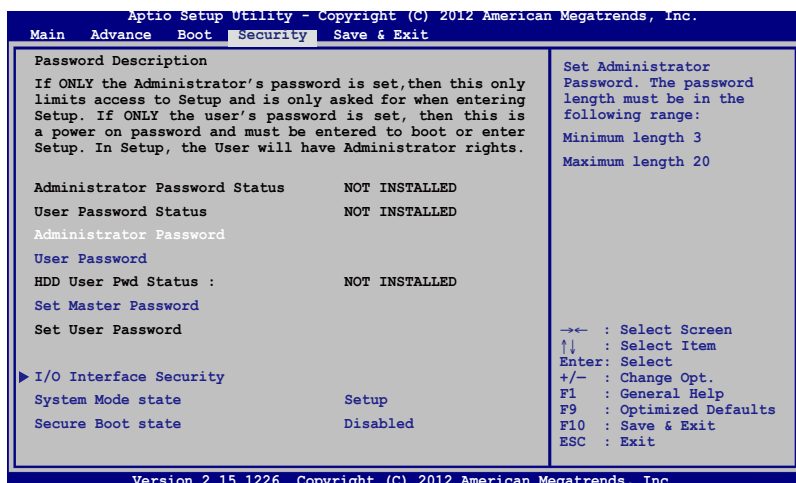 Aptio Setup Utility - Copyright (C) 2012 American Megatrends, Inc.
Main Advance Boot Security Save & Exit
Password Description
If ONLY the Administrator's password is set,then this only
limits access to Setup and is only asked for when entering
Setup. If ONLY the user's password is set, then this is
a power on password and must be entered to boot or enter
Setup. In Setup, the User will have Administrator rights.
Administrator Password Status NOT INSTALLED
User Password Status NOT INSTALLED
Administrator Password
User Password
HDD User Pwd Status : NOT INSTALLED
Set Master Password
Set User Password
I/O Interface Security
System Mode state Setup
Secure Boot state Disabled
Set Administrator
Password. The password
length must be in the
following range:
Minimum length 3
Maximum length 20
→← : Select Screen
↑↓ : Select Item
Enter: Select
+/— : Change Opt.
F1 : General Help
F9 : Optimized Defaults
F10 : Save & Exit
ESC : Exit
Version 2.15.1226. Copyright (C) 2012 American Megatrends, Inc.